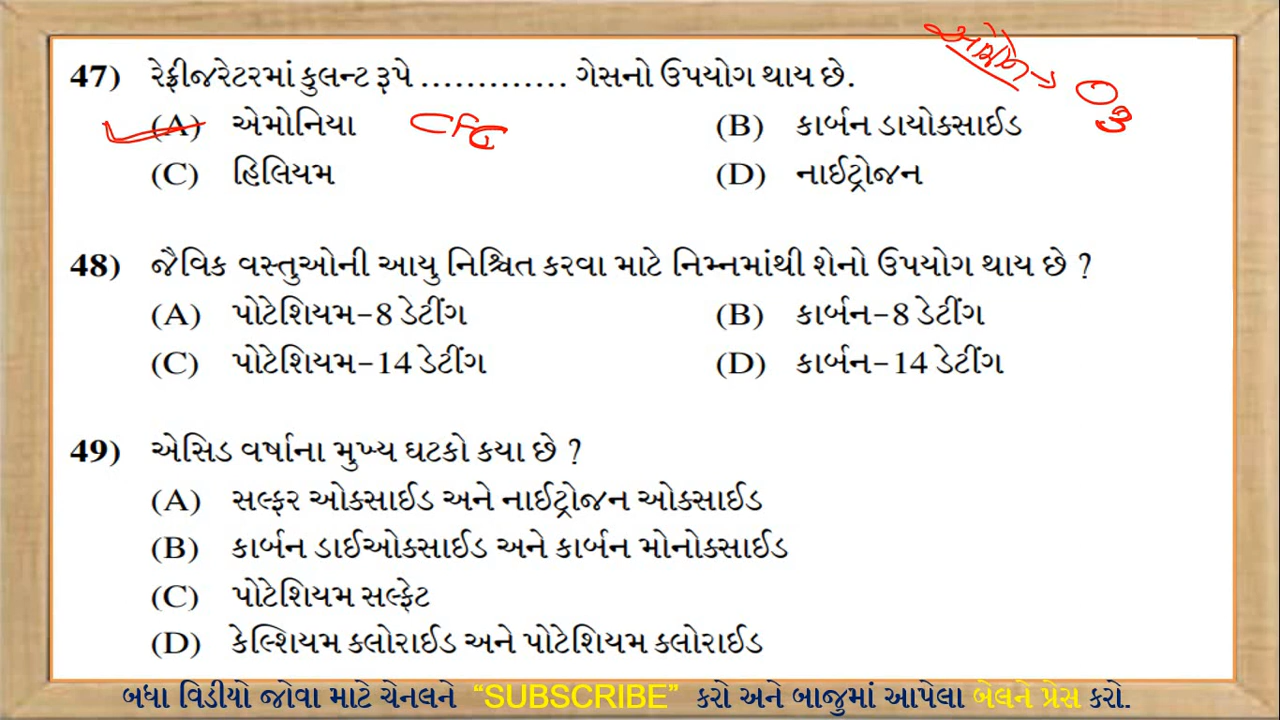 47) રેફ્રીજરેટરમાં કુલન્ટ રૂપે ............. ગેસનો ઉપયોગ થાય છે.
(A) એમોનિયા CFC (B) કાર્બન ડાયોક્સાઈડ O3
(C) હિલિયમ (D) નાઈટ્રોજન
48) જૈવિક વસ્તુઓની આયુ નિશ્ચિત કરવા માટે નિમ્નમાંથી શેનો ઉપયોગ થાય છે ?
(A) પોટેશિયમ-8 ડેટીંગ (B) કાર્બન-8 ડેટીંગ
(C) પોટેશિયમ-14 ડેટીંગ (D) કાર્બન-14 ડેટીંગ
49) એસિડ વર્ષાના મુખ્ય ઘટકો કયા છે ?
(A) સલ્ફર ઓક્સાઈડ અને નાઈટ્રોજન ઓક્સાઈડ
(B) કાર્બન ડાઈઓક્સાઈડ અને કાર્બન મોનોક્સાઈડ
(C) પોટેશિયમ સલ્ફેટ
(D) કેલ્શિયમ ક્લોરાઈડ અને પોટેશિયમ ક્લોરાઈડ
બધા વિડીયો જોવા માટે ચેનલને “SUBSCRIBE” કરો અને બાજુમાં આપેલા બેલને પ્રેસ કરો.